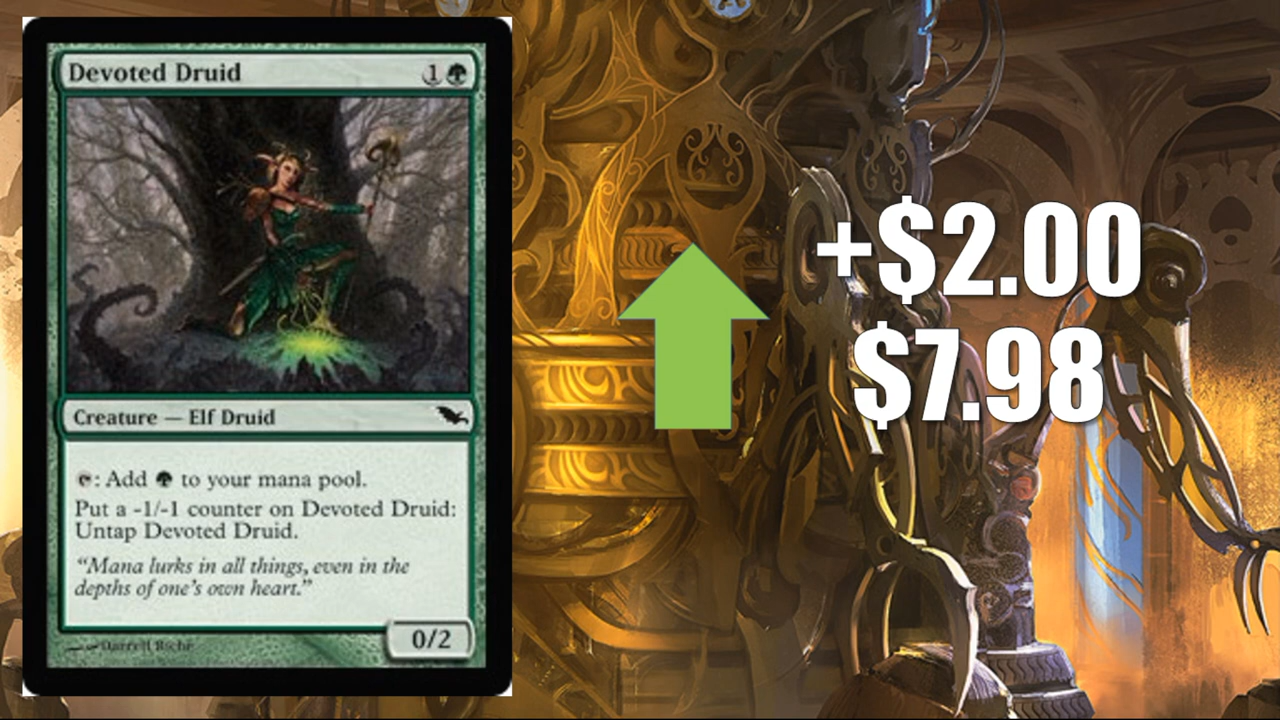 Devoted Druid 1
: Add to your mana pool.
Put a -1/-1 counter on Devoted Druid:
Untap Devoted Druid.
"Mana lurks in all things, even in the
depths of one's own heart."
Creature — Elf Druid
Darrell Riche
0/2
+$2.00
$7.98